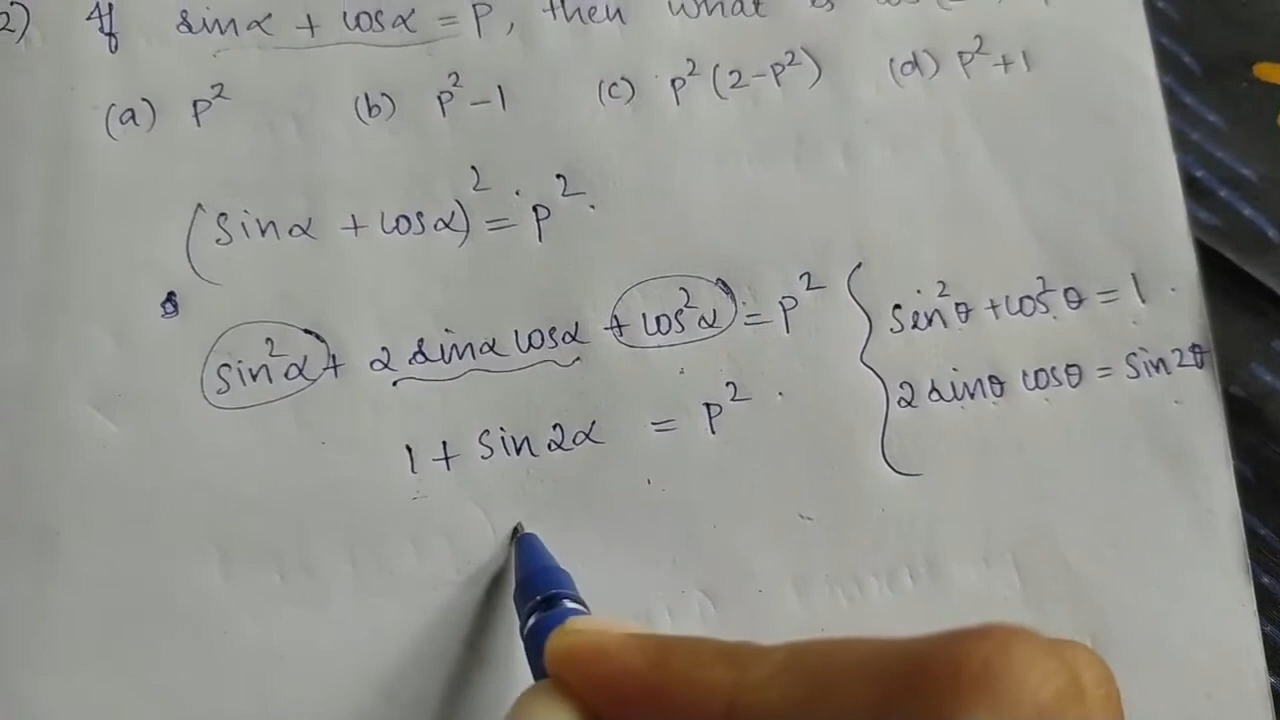 2) If sinα + cosα = P, then what is
(a) p² (b) p²-1 (c) p²(2-p²) (d) p²+1
(sinα + cosα)² = p².
sin²α + 2 sinα cosα + cos²α = p² { sin²θ + cos²θ = 1
2 sinθ cosθ = sin2θ
1 + sin2α = p²